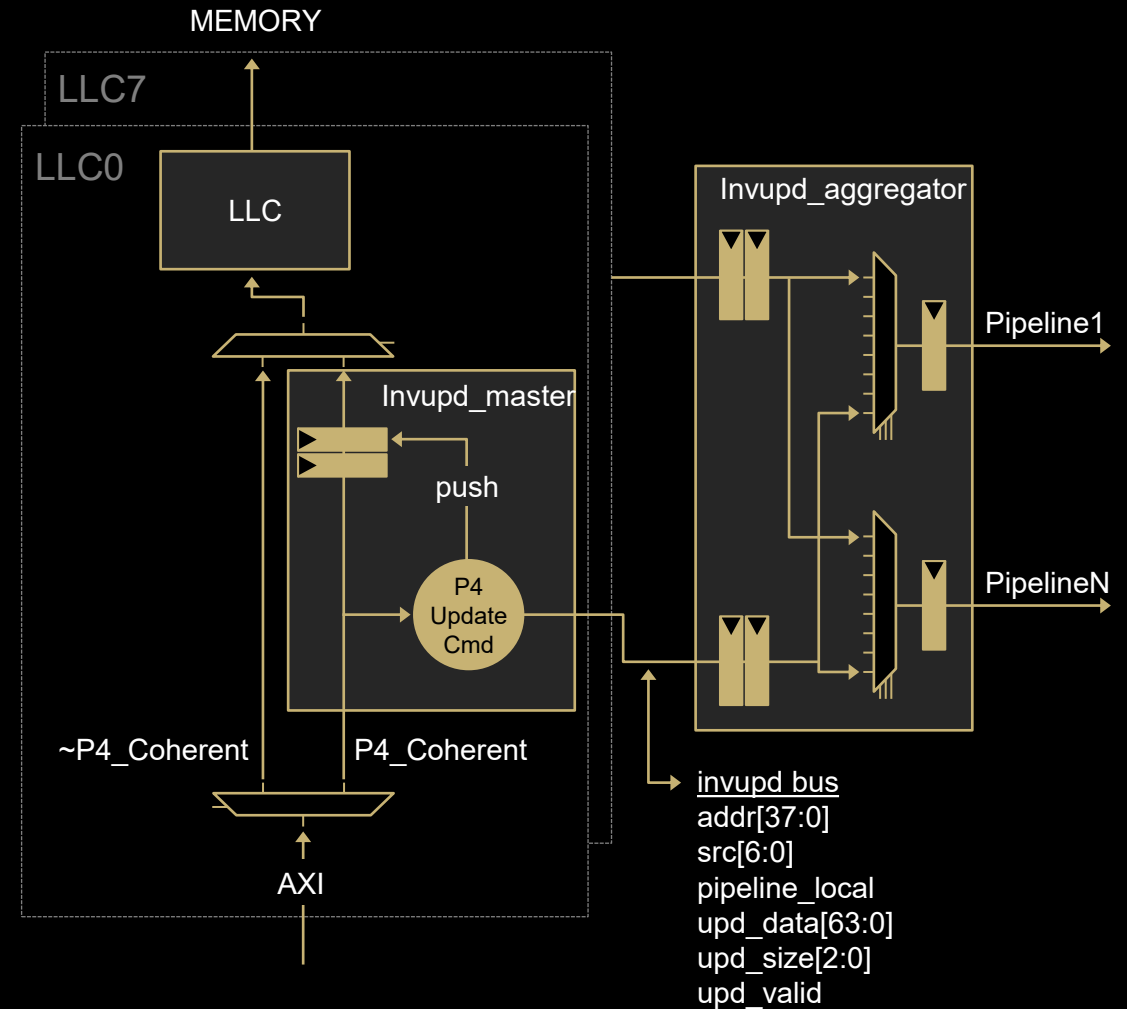 MEMORY
LLC7
LLC0
LLC
Invupd_aggregator
Pipeline1
Invupd_master
push
P4
Update
Cmd
PipelineN
~P4_Coherent
P4_Coherent
AXI
invupd bus
addr[37:0]
src[6:0]
pipeline_local
upd_data[63:0]
upd_size[2:0]
upd_valid